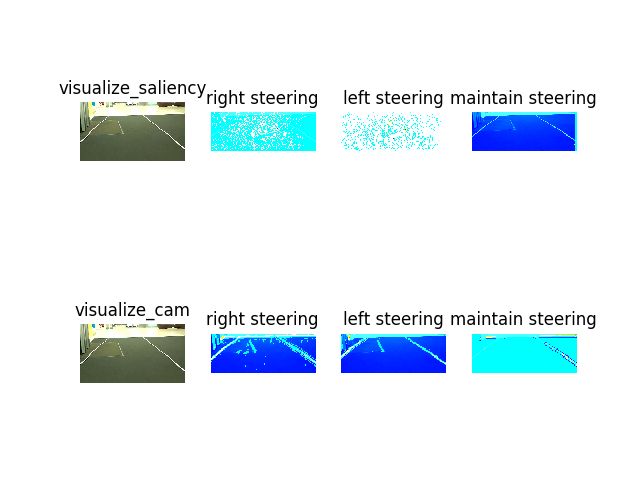 visualize_saliency
right steering
left steering
maintain steering
visualize_cam
right steering
left steering
maintain steering